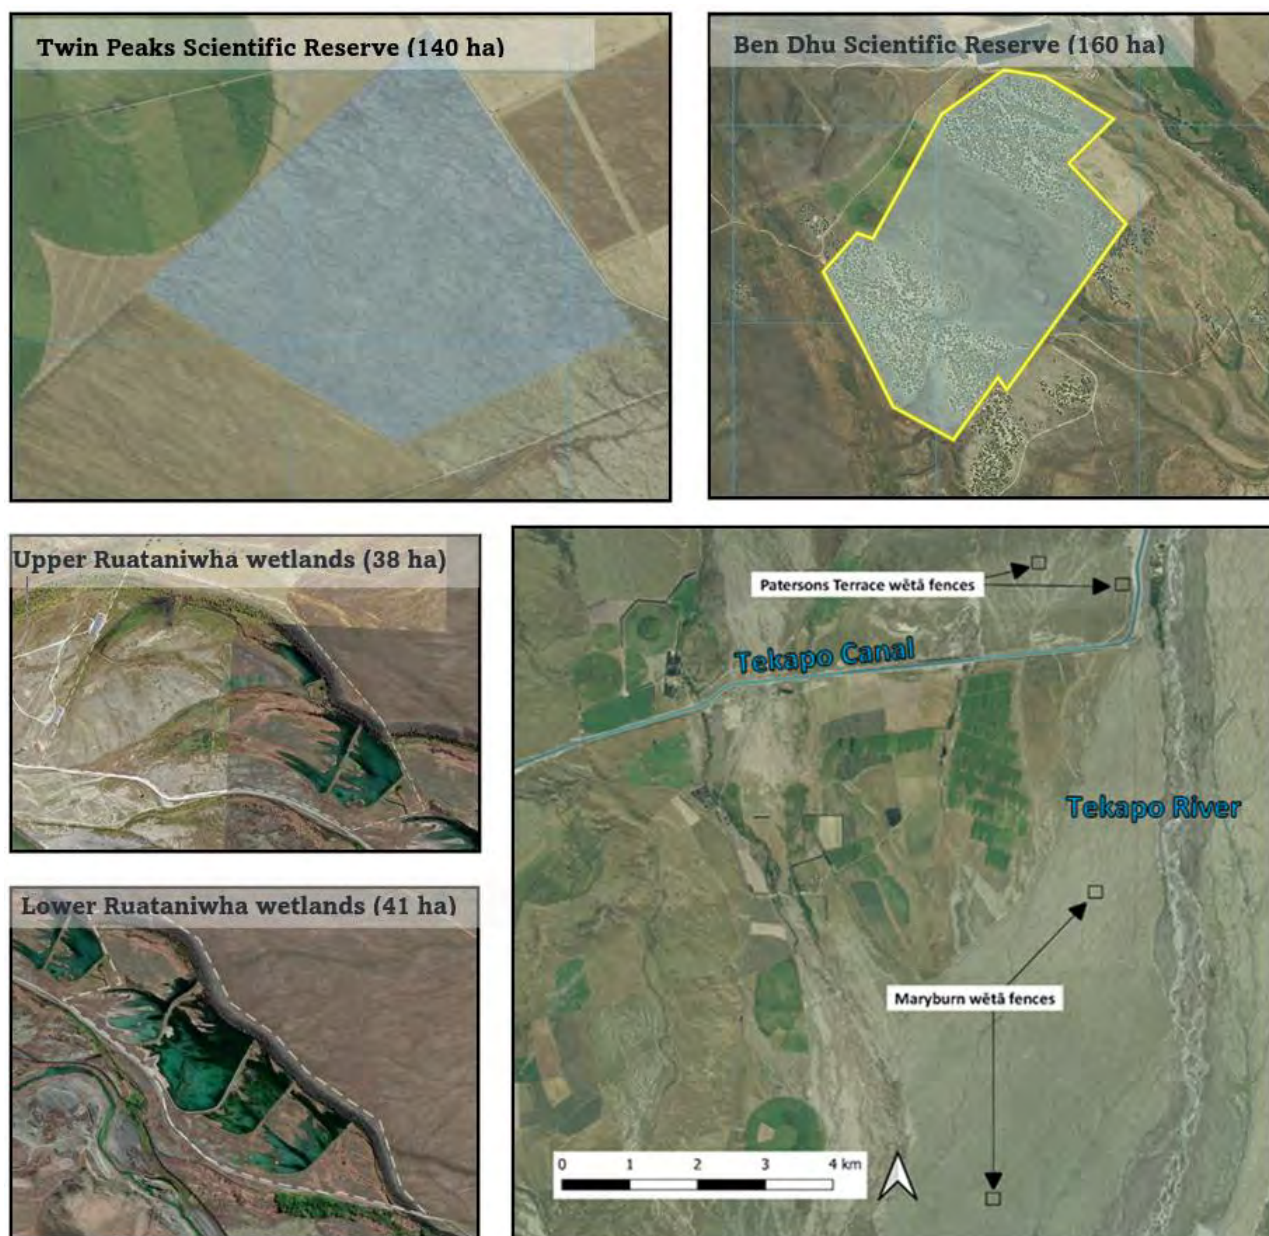 Twin Peaks Scientific Reserve (140 ha)
Ben Dhu Scientific Reserve (160 ha)
Upper Ruataniwha wetlands (38 ha)
Lower Ruataniwha wetlands (41 ha)
Patersons Terrace wētā fences
Tekapo Canal
Tekapo River
Maryburn wētā fences
0 1 2 3 4 km